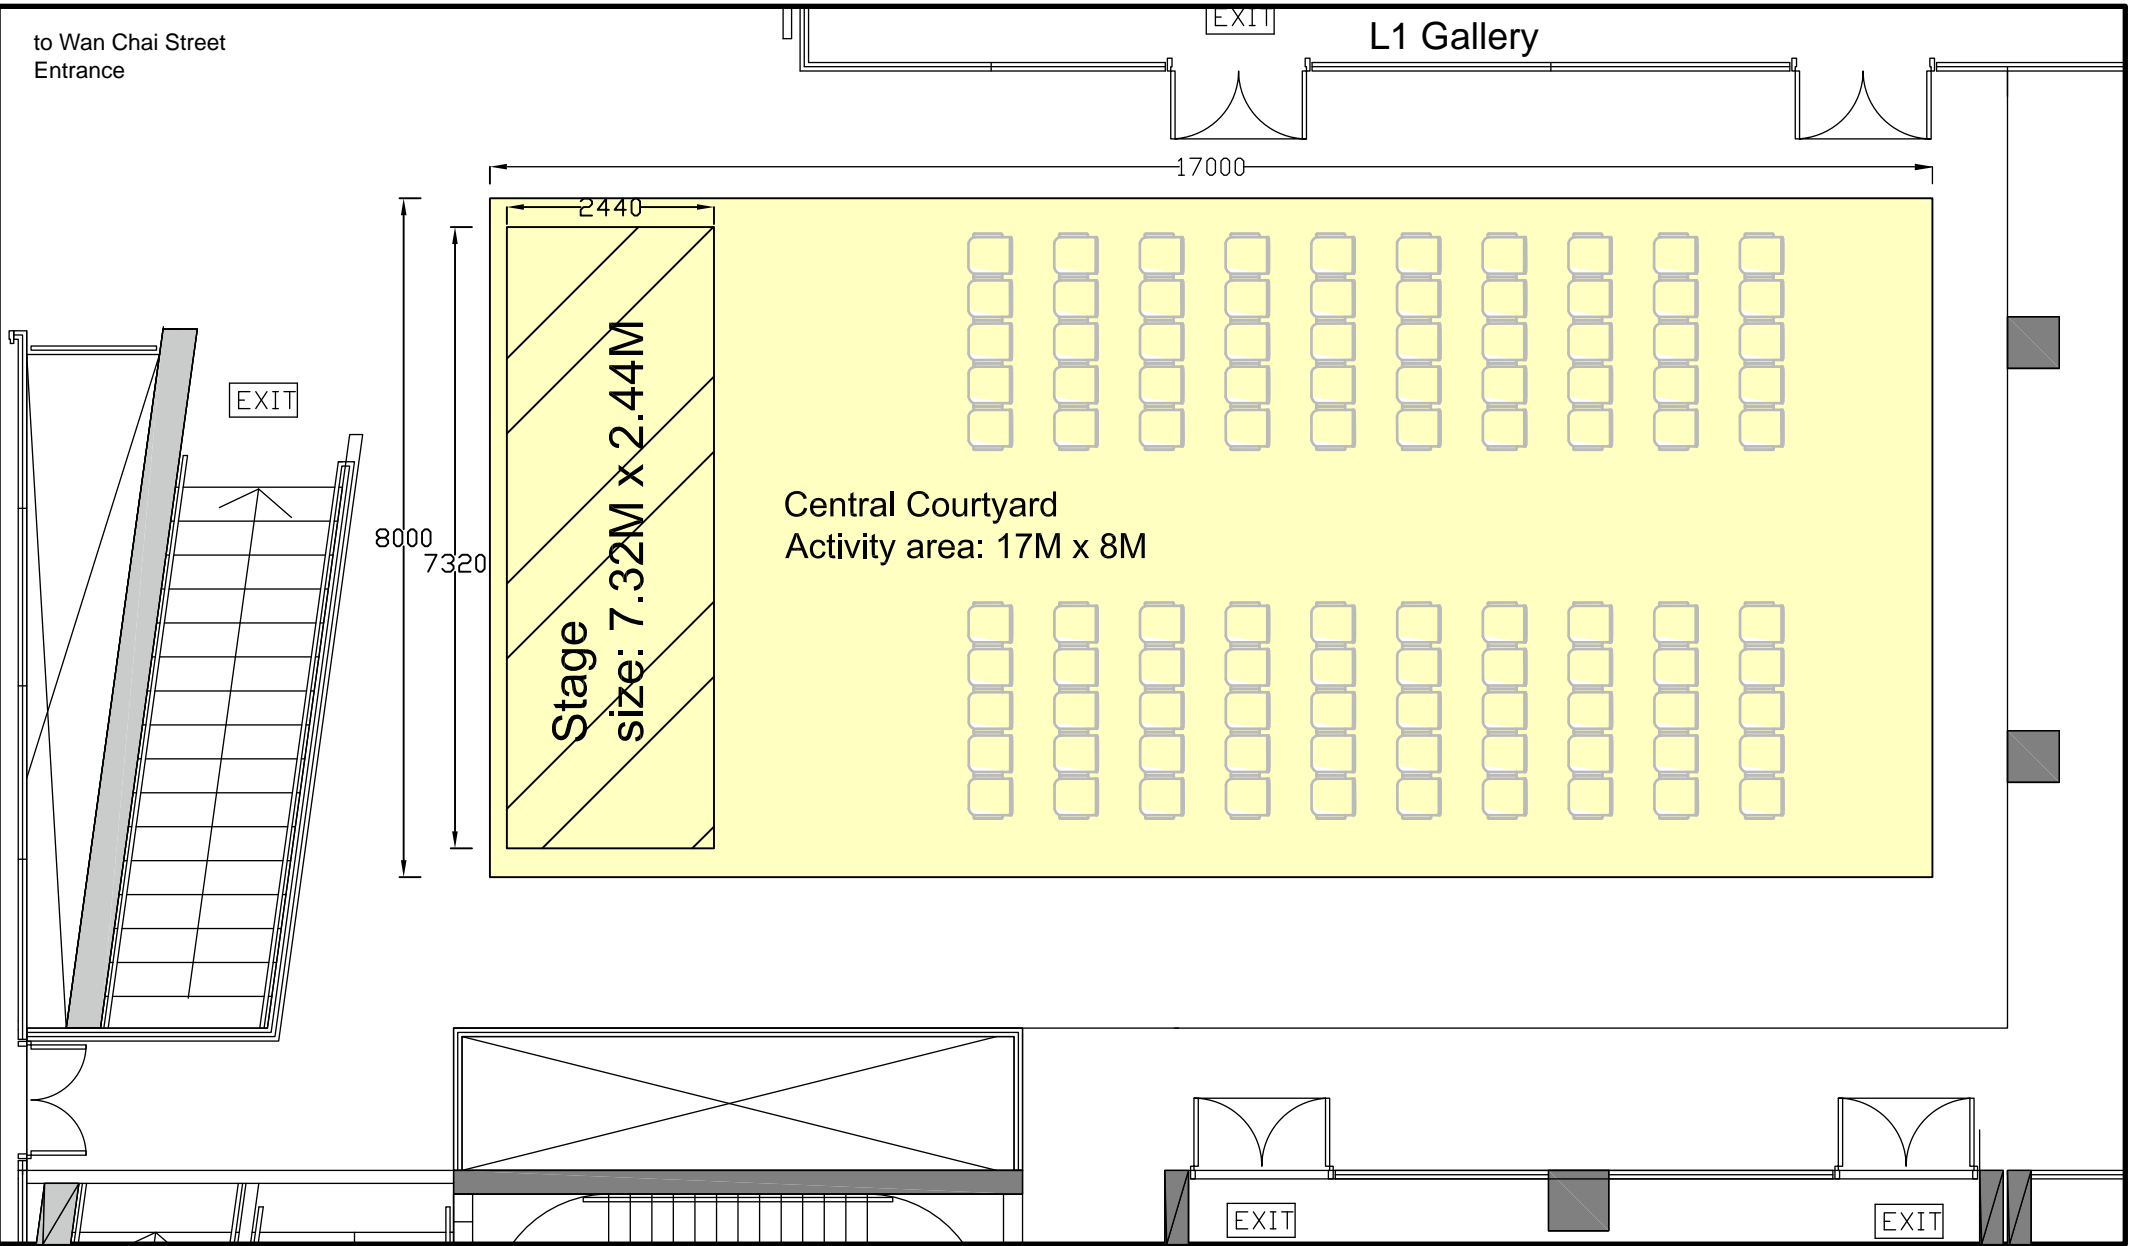 EXIT
L1 Gallery
to Wan Chai Street
Entrance
17000
2440
EXIT
Stage
size: 7.32M x 2.44M
8000
7320
Central Courtyard
Activity area: 17M x 8M
EXIT
EXIT